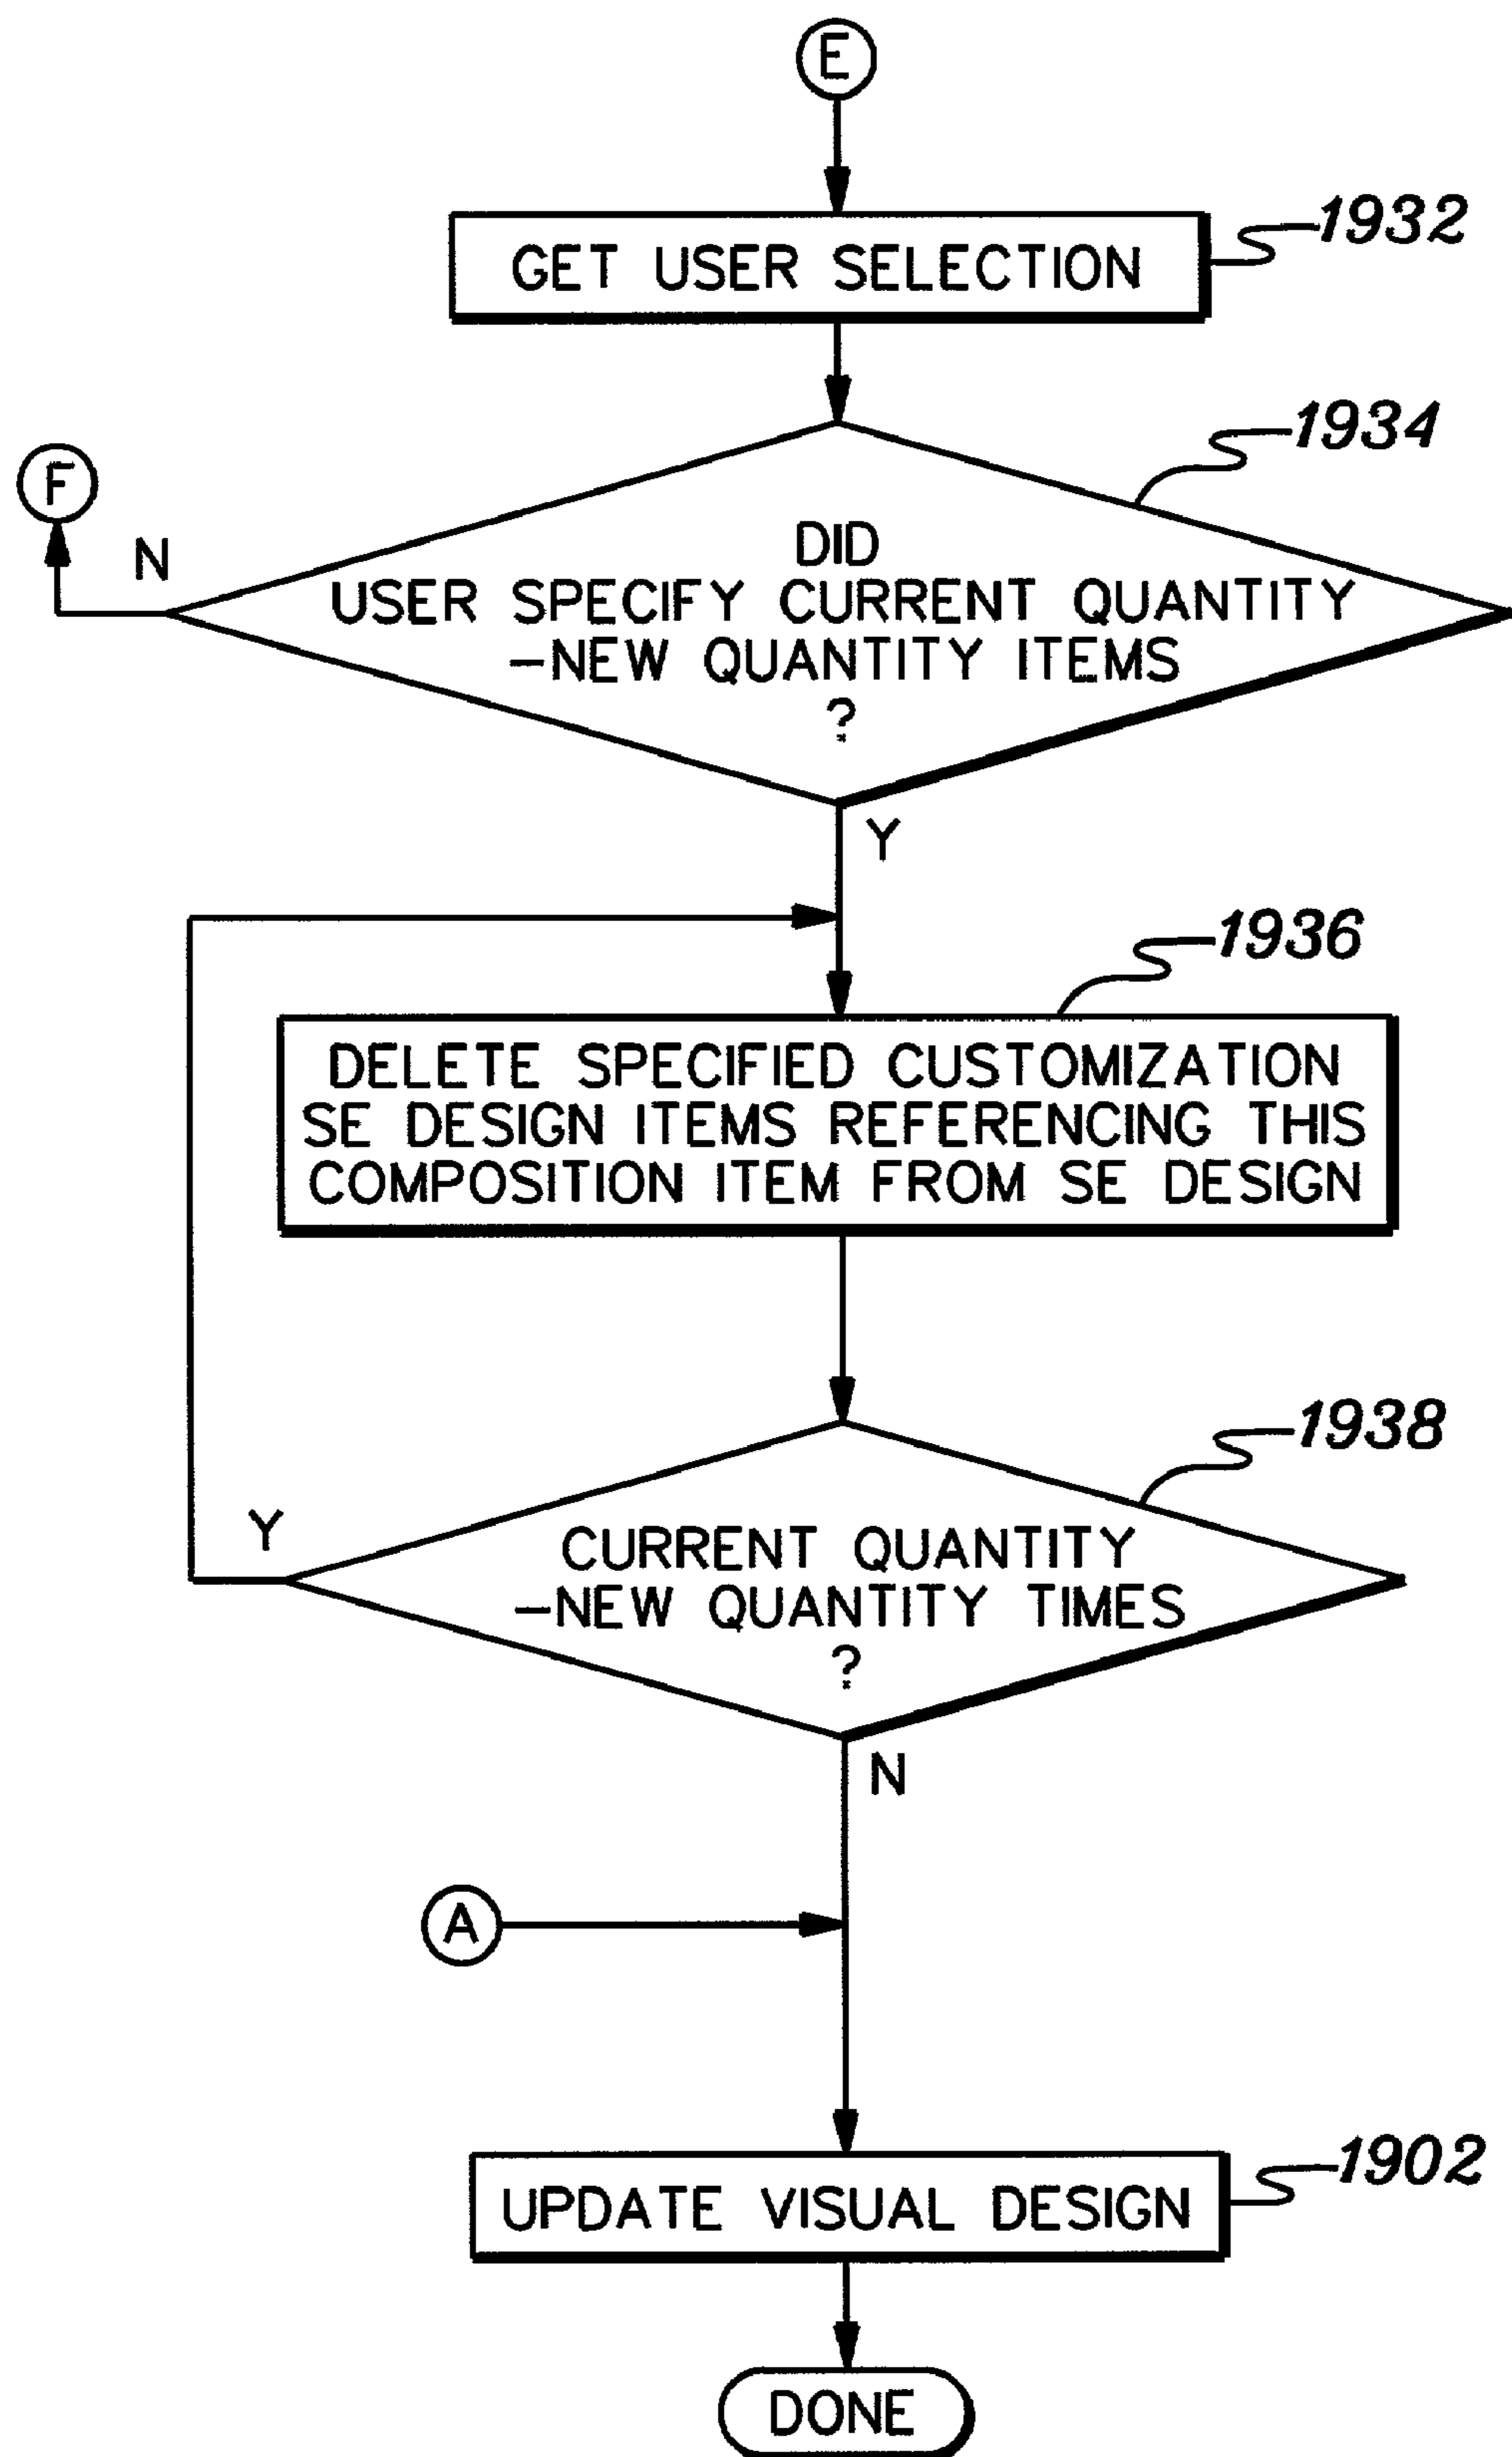 E
GET USER SELECTION
1932
1934
F
N
DID
USER SPECIFY CURRENT QUANTITY
-NEW QUANTITY ITEMS
?
Y
1936
DELETE SPECIFIED CUSTOMIZATION
SE DESIGN ITEMS REFERENCING THIS
COMPOSITION ITEM FROM SE DESIGN
1938
Y
CURRENT QUANTITY
-NEW QUANTITY TIMES
?
N
A
1902
UPDATE VISUAL DESIGN
DONE